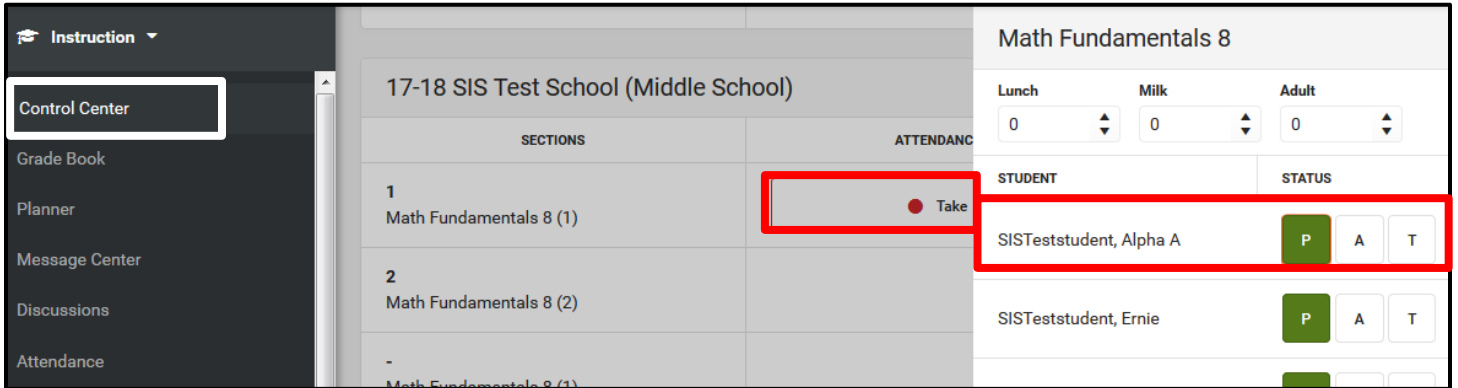 Instruction
Control Center
Grade Book
Planner
Message Center
Discussions
Attendance
17-18 SIS Test School (Middle School)
SECTIONS
1
Math Fundamentals 8 (1)
2
Math Fundamentals 8 (2)
-
Math Fundamentals 8 (1)
ATTENDANC
Take
Math Fundamentals 8
Lunch Milk Adult
0 0 0
STUDENT STATUS
SISTeststudent, Alpha A P A T
SISTeststudent, Ernie P A T